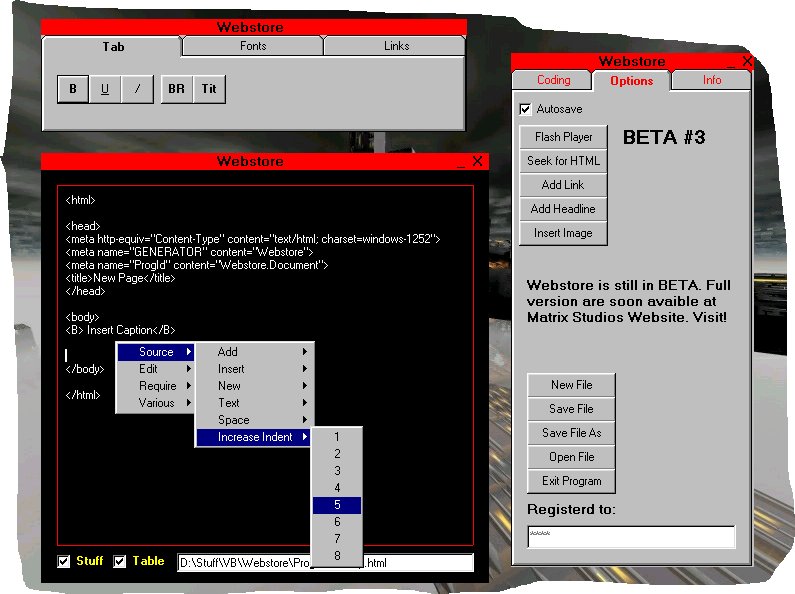 Webstore
Tab Fonts Links
B U / BR Tit
Webstore
_ X
<html>
<head>
<meta http-equiv="Content-Type" content="text/html; charset=windows-1252">
<meta name="GENERATOR" content="Webstore">
<meta name="ProgId" content="Webstore.Document">
<title>New Page</title>
</head>
<body>
<B> Insert Caption</B>
</body>
</html>
Source
Edit
Require
Various
Add
Insert
New
Text
Space
Increase Indent
1
2
3
4
5
6
7
8
Stuff Table D:\Stuff\VB\Webstore\Prog .html
Webstore
_ X
Coding Options Info
Autosave
Flash Player
Seek for HTML
Add Link
Add Headline
Insert Image
BETA #3
Webstore is still in BETA. Full
version are soon avaible at
Matrix Studios Website. Visit!
New File
Save File
Save File As
Open File
Exit Program
Registerd to:
****